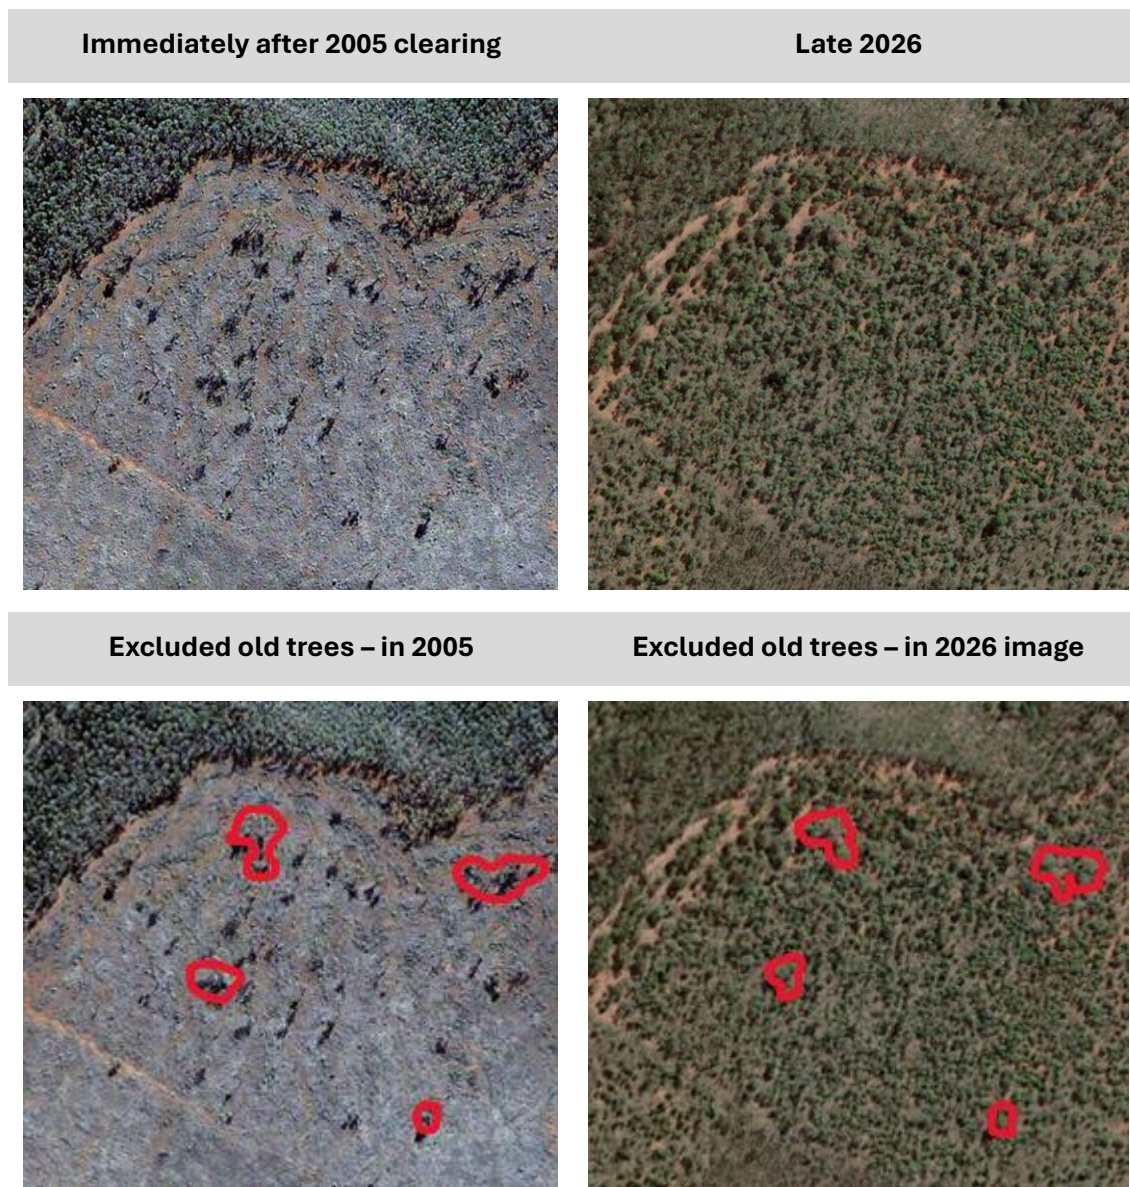 Immediately after 2005 clearing
Late 2026
Excluded old trees – in 2005
Excluded old trees – in 2026 image